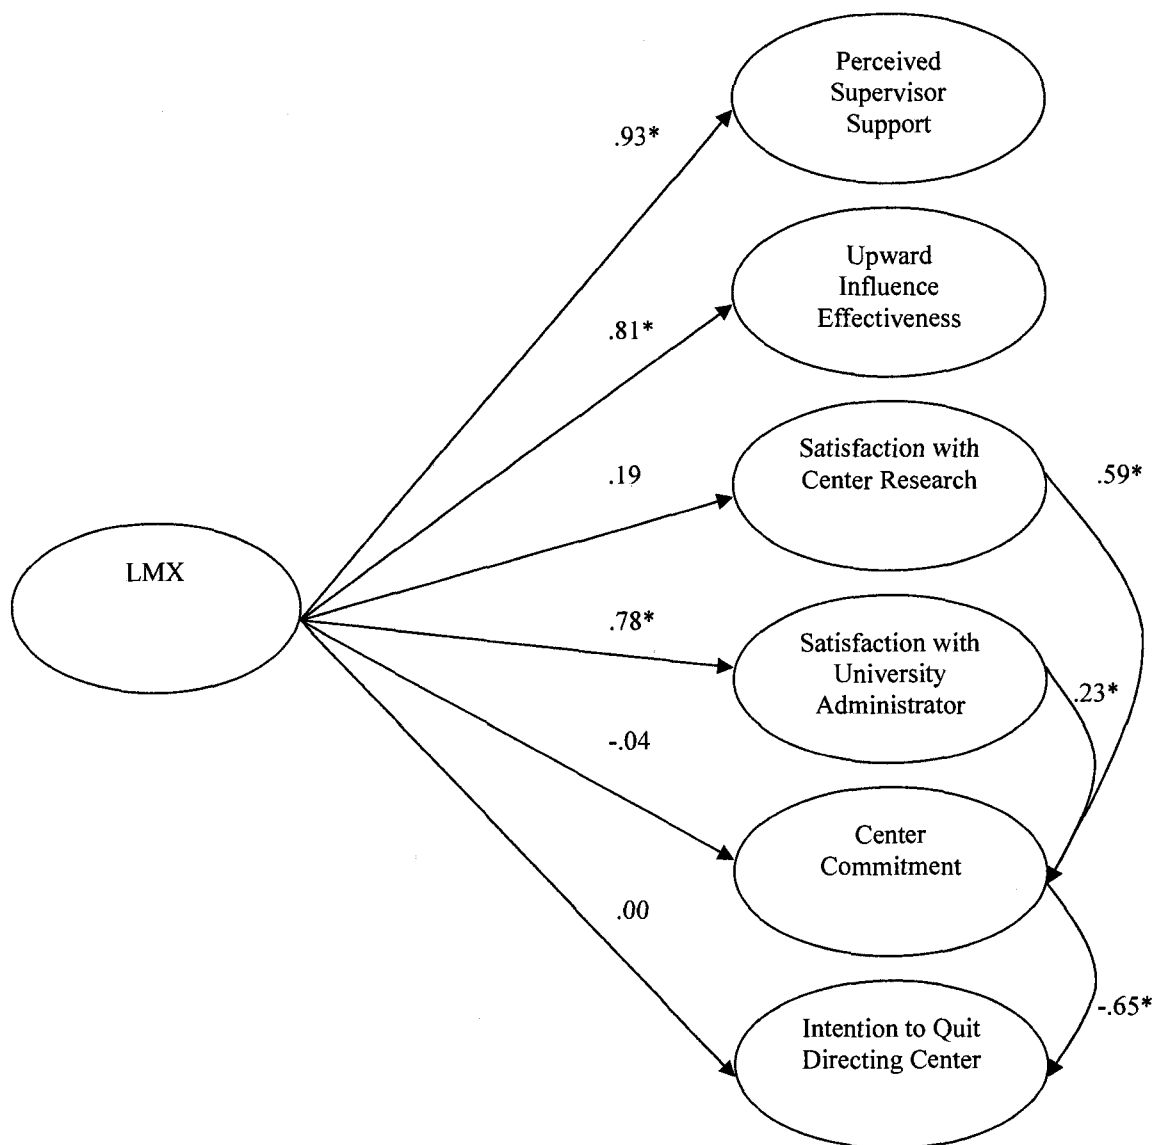 Perceived
Supervisor
Support
.93*
Upward
Influence
Effectiveness
.81*
Satisfaction with
Center Research
.19
.59*
LMX
.78*
Satisfaction with
University
Administrator
.23*
-.04
Center
Commitment
.00
-.65*
Intention to Quit
Directing Center